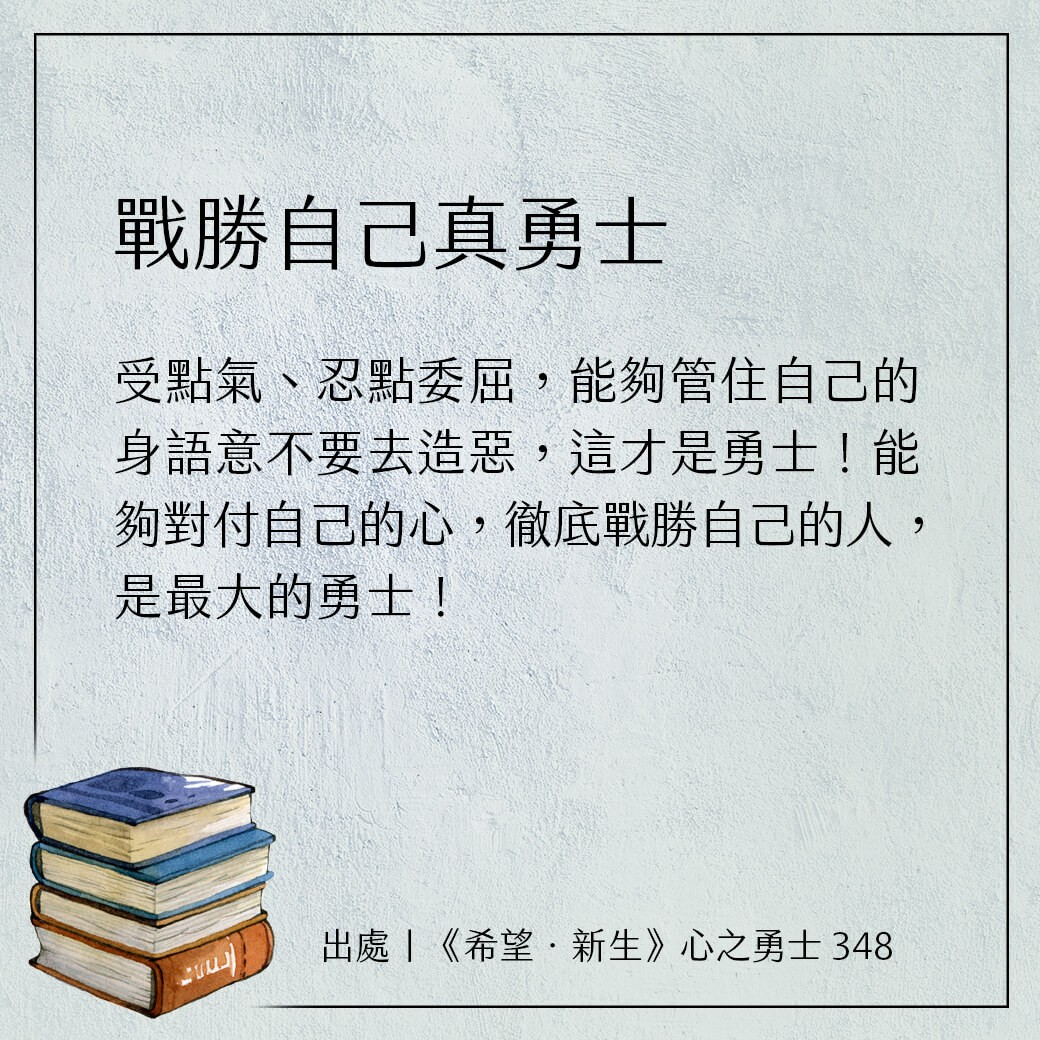 戰勝自己真勇士
受點氣、忍點委屈，能夠管住自己的
身語意不要去造惡，這才是勇士！能
夠對付自己的心，徹底戰勝自己的人，
是最大的勇士！
出處｜《希望．新生》心之勇士 348